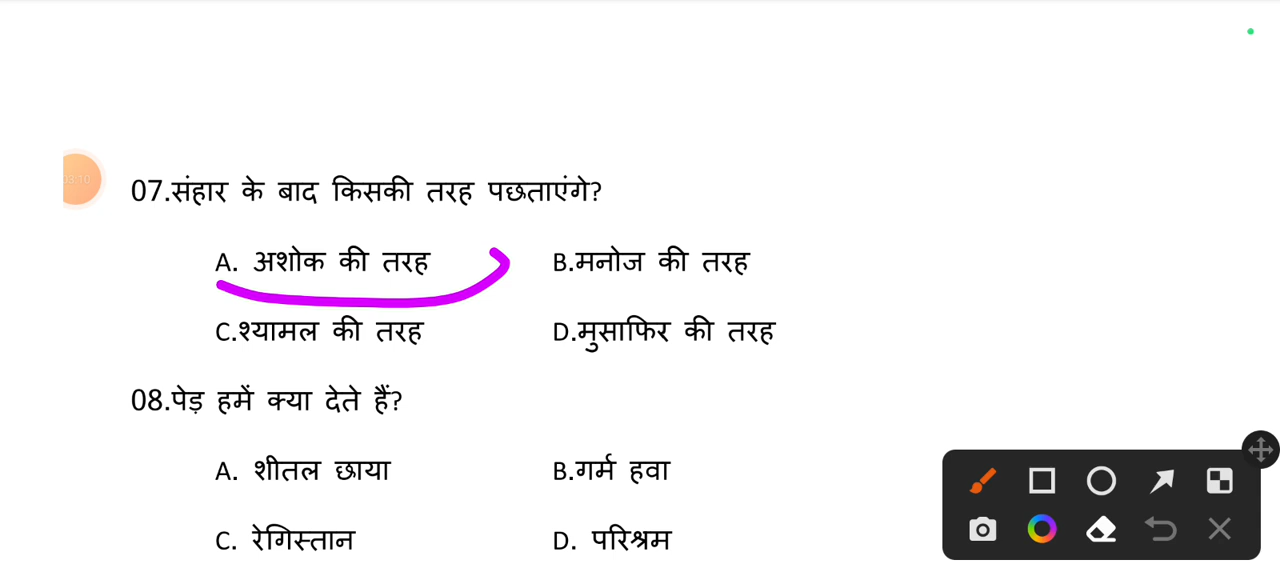 07.संहार के बाद किसकी तरह पछताएंगे?
A. अशोक की तरह B.मनोज की तरह
C.श्यामल की तरह D.मुसाफिर की तरह
08.पेड़ हमें क्या देते हैं?
A. शीतल छाया B.गर्म हवा
C. रेगिस्तान D. परिश्रम